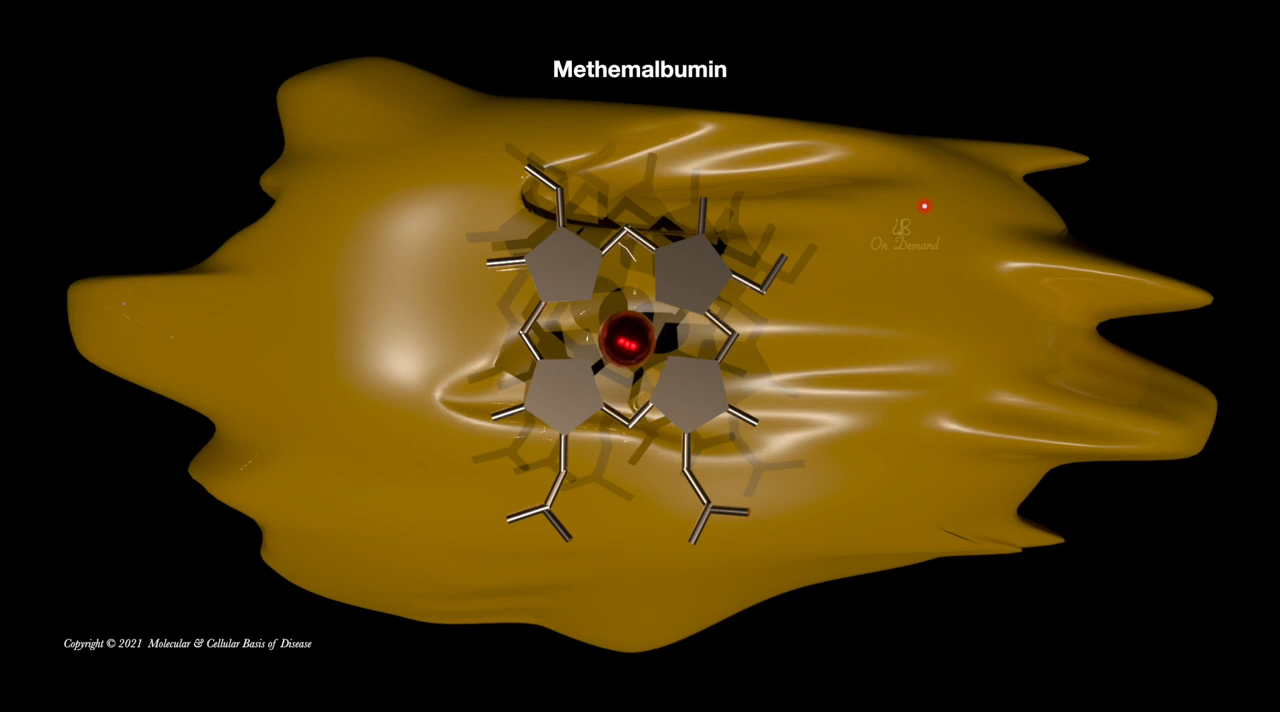 Methemalbumin
On Demand
Copyright © 2021 Molecular & Cellular Basis of Disease